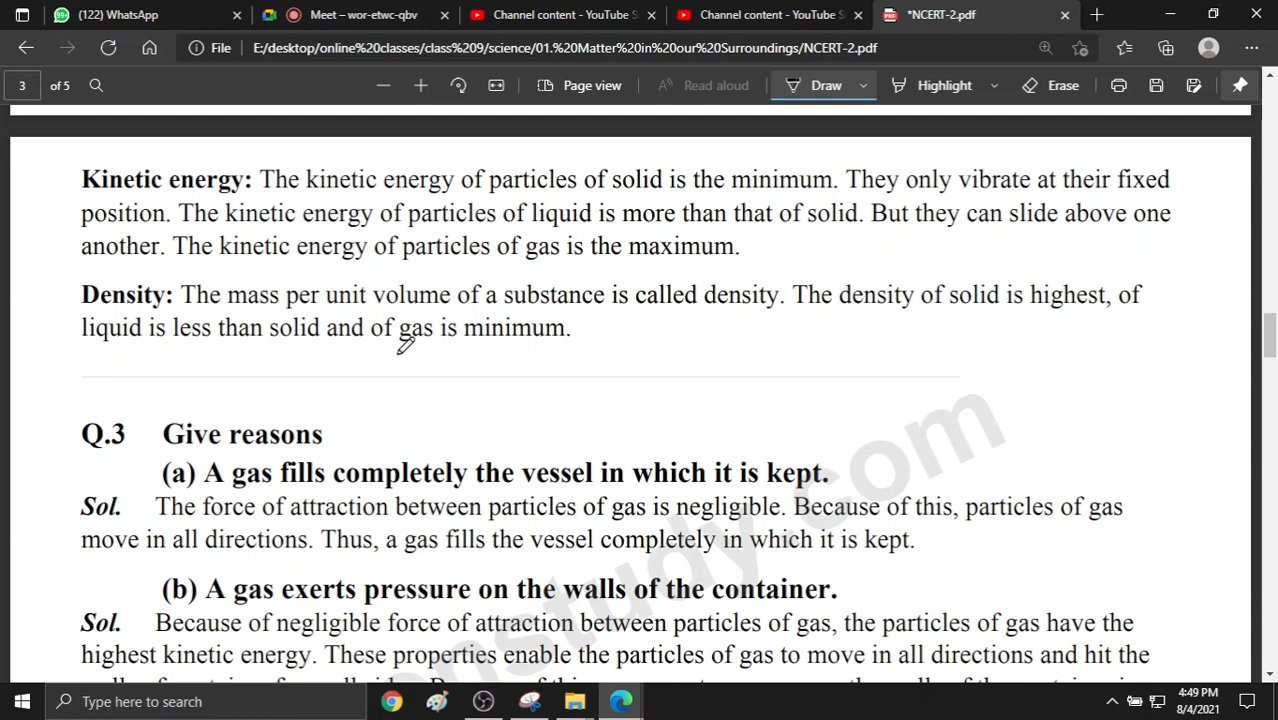 (122) WhatsApp
Meet – wor-etwc-qbv
Channel content - YouTube S
Channel content - YouTube S
*NCERT-2.pdf
File E:/desktop/online%20classes/class%209/science/01.%20Matter%20in%20our%20Surroundings/NCERT-2.pdf
3 of 5 Page view Read aloud Draw Highlight Erase
Kinetic energy: The kinetic energy of particles of solid is the minimum. They only vibrate at their fixed
position. The kinetic energy of particles of liquid is more than that of solid. But they can slide above one
another. The kinetic energy of particles of gas is the maximum.
Density: The mass per unit volume of a substance is called density. The density of solid is highest, of
liquid is less than solid and of gas is minimum.
Q.3 Give reasons
(a) A gas fills completely the vessel in which it is kept.
Sol. The force of attraction between particles of gas is negligible. Because of this, particles of gas
move in all directions. Thus, a gas fills the vessel completely in which it is kept.
(b) A gas exerts pressure on the walls of the container.
Sol. Because of negligible force of attraction between particles of gas, the particles of gas have the
highest kinetic energy. These properties enable the particles of gas to move in all directions and hit the
onstudy.com
Type here to search
4:49 PM
8/4/2021